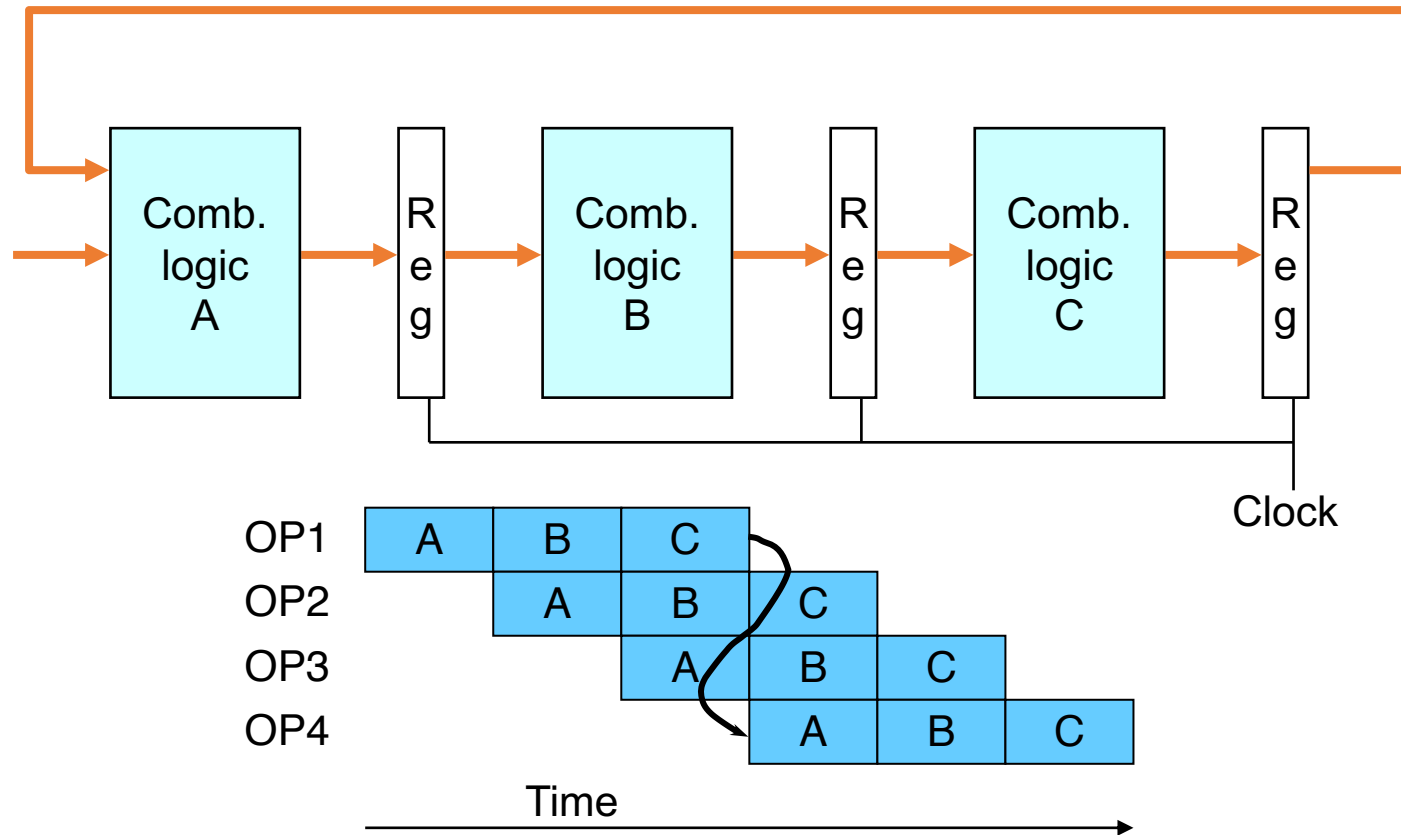 Comb.
logic
A
R
e
g
Comb.
logic
B
R
e
g
Comb.
logic
C
R
e
g
Clock
OP1 A B C
OP2 A B C
OP3 A B C
OP4 A B C
Time